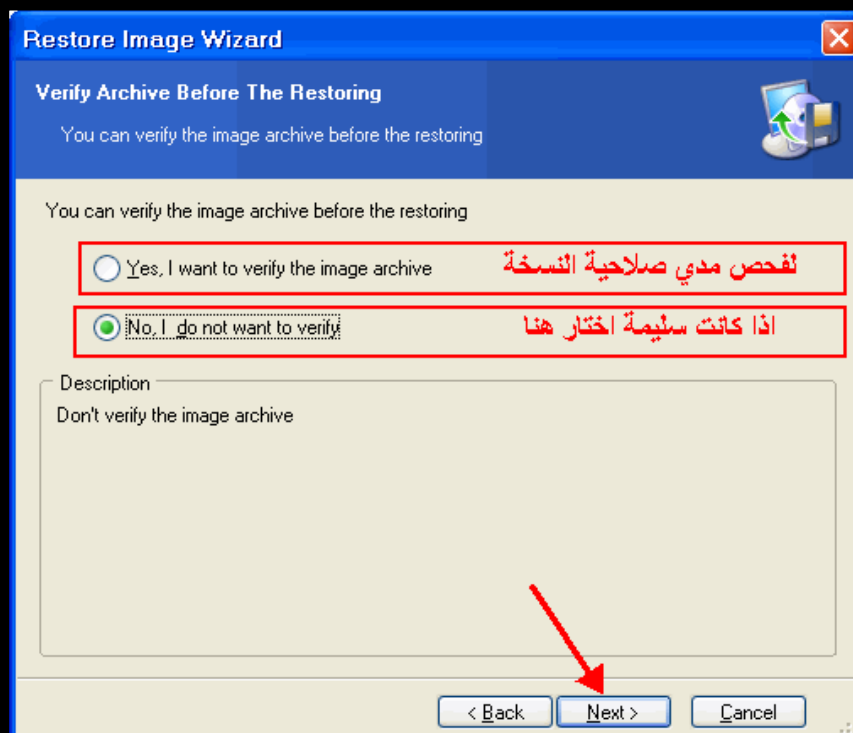 Restore Image Wizard
Verify Archive Before The Restoring
You can verify the image archive before the restoring
You can verify the image archive before the restoring
Yes, I want to verify the image archive لفحص مدي صلاحية النسخة
No, I do not want to verify اذا كانت سليمة اختار هنا
Description
Don't verify the image archive
< Back Next > Cancel